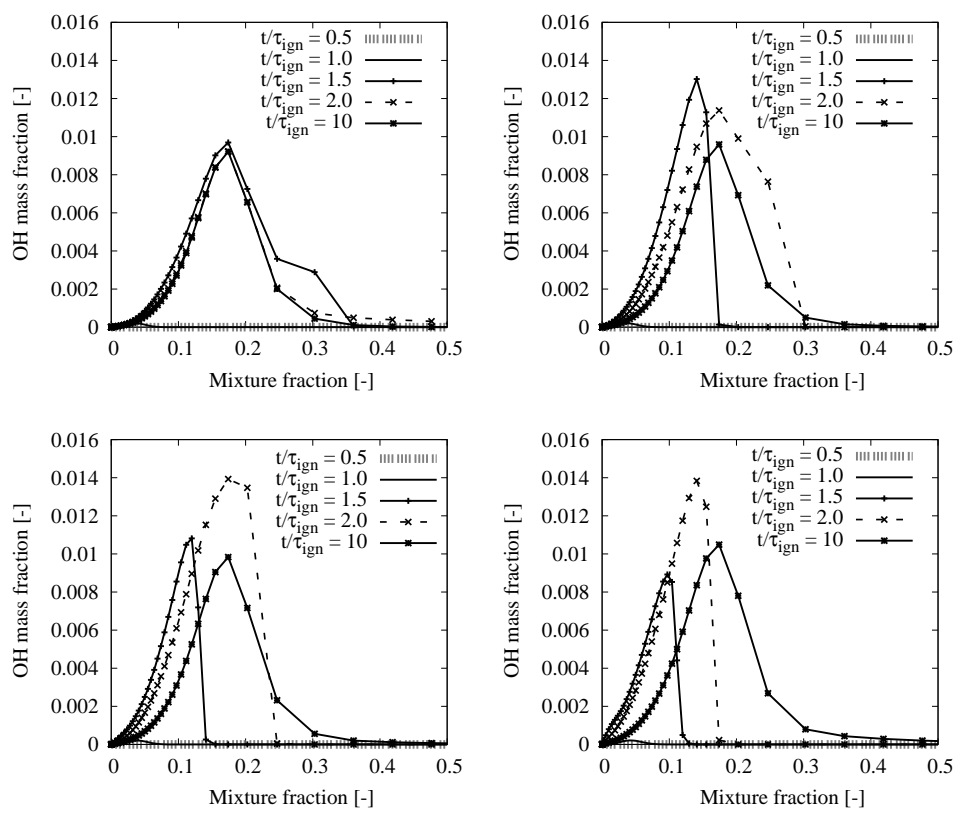 0.016
0.014
0.012
0.01
0.008
0.006
0.004
0.002
0
OH mass fraction [-]
t/τign = 0.5
t/τign = 1.0
t/τign = 1.5
t/τign = 2.0
t/τign = 10
0 0.1 0.2 0.3 0.4 0.5
Mixture fraction [-]
0.016
0.014
0.012
0.01
0.008
0.006
0.004
0.002
0
OH mass fraction [-]
t/τign = 0.5
t/τign = 1.0
t/τign = 1.5
t/τign = 2.0
t/τign = 10
0 0.1 0.2 0.3 0.4 0.5
Mixture fraction [-]
0.016
0.014
0.012
0.01
0.008
0.006
0.004
0.002
0
OH mass fraction [-]
t/τign = 0.5
t/τign = 1.0
t/τign = 1.5
t/τign = 2.0
t/τign = 10
0 0.1 0.2 0.3 0.4 0.5
Mixture fraction [-]
0.016
0.014
0.012
0.01
0.008
0.006
0.004
0.002
0
OH mass fraction [-]
t/τign = 0.5
t/τign = 1.0
t/τign = 1.5
t/τign = 2.0
t/τign = 10
0 0.1 0.2 0.3 0.4 0.5
Mixture fraction [-]